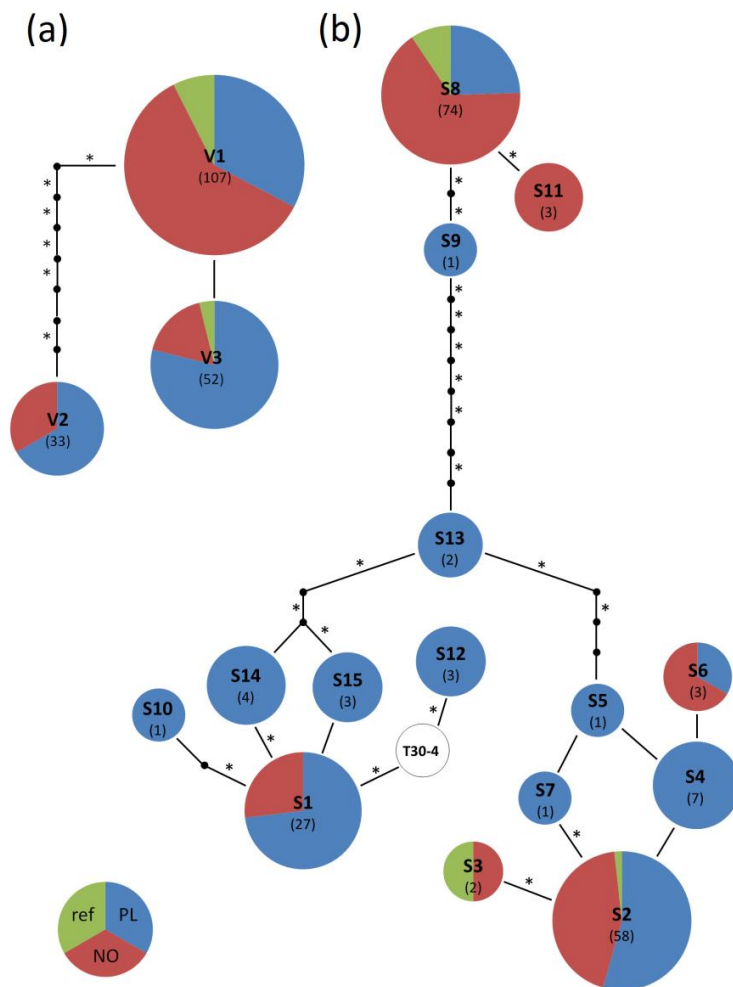 (a)
(b)
V1
(107)
*
*
*
*
*
*
V3
(52)
V2
(33)
S8
(74)
*
S11
(3)
*
*
S9
(1)
*
*
*
*
*
*
S13
(2)
*
*
*
*
*
S14
(4)
S15
(3)
S12
(3)
S10
(1)
*
*
*
*
T30-4
S1
(27)
S6
(3)
S5
(1)
S4
(7)
S7
(1)
*
S3
(2)
*
S2
(58)
ref
PL
NO